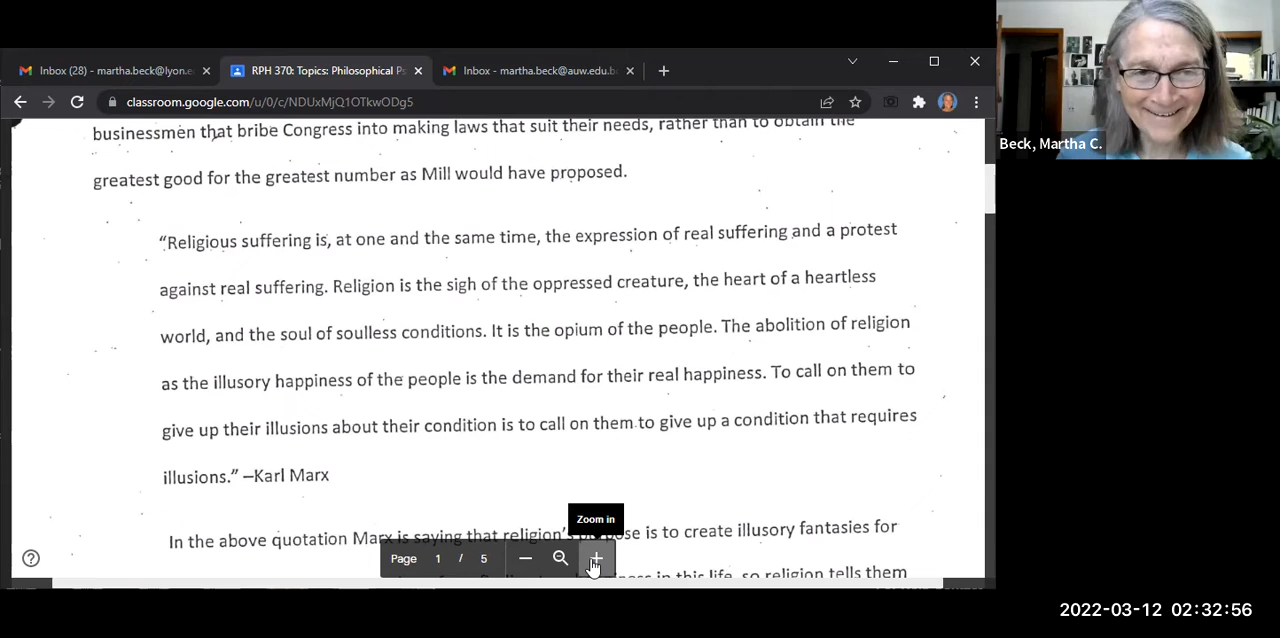 Inbox (28) - martha.beck@lyon.e
RPH 370: Topics: Philosophical P
Inbox - martha.beck@auw.edu.b
classroom.google.com/u/0/c/NDUxMjQ1OTkwODg5
businessmen that bribe Congress into making laws that suit their needs, rather than to obtain the
greatest good for the greatest number as Mill would have proposed.
“Religious suffering is, at one and the same time, the expression of real suffering and a protest
against real suffering. Religion is the sigh of the oppressed creature, the heart of a heartless
world, and the soul of soulless conditions. It is the opium of the people. The abolition of religion
as the illusory happiness of the people is the demand for their real happiness. To call on them to
give up their illusions about their condition is to call on them to give up a condition that requires
illusions.” –Karl Marx
Zoom in
In the above quotation Marx is saying that religion's purpose is to create illusory fantasies for
Page 1 / 5
in this life, so religion tells them
Beck, Martha C.
2022-03-12 02:32:56